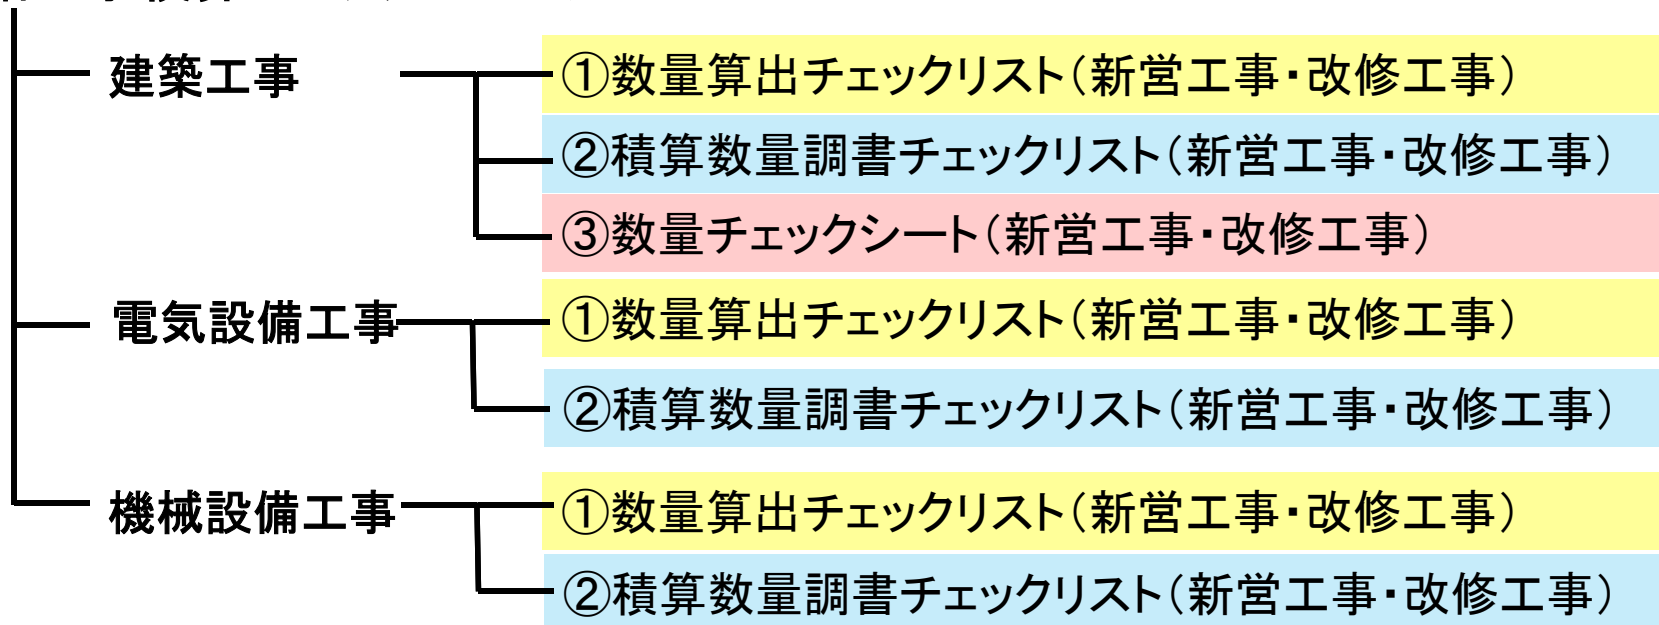 建築工事
①数量算出チェックリスト（新営工事・改修工事）
②積算数量調書チェックリスト（新営工事・改修工事）
③数量チェックシート（新営工事・改修工事）
電気設備工事
①数量算出チェックリスト（新営工事・改修工事）
②積算数量調書チェックリスト（新営工事・改修工事）
機械設備工事
①数量算出チェックリスト（新営工事・改修工事）
②積算数量調書チェックリスト（新営工事・改修工事）